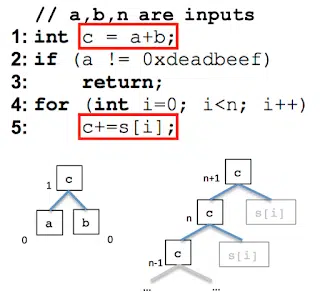 // a,b,n are inputs
1: int c = a+b;
2: if (a != 0xdeadbeef)
3: return;
4: for (int i=0; i<n; i++)
5: c+=s[i];
1 c
a b
0 0
n+1 c
n c s[i]
n-1 c s[i]
... ...